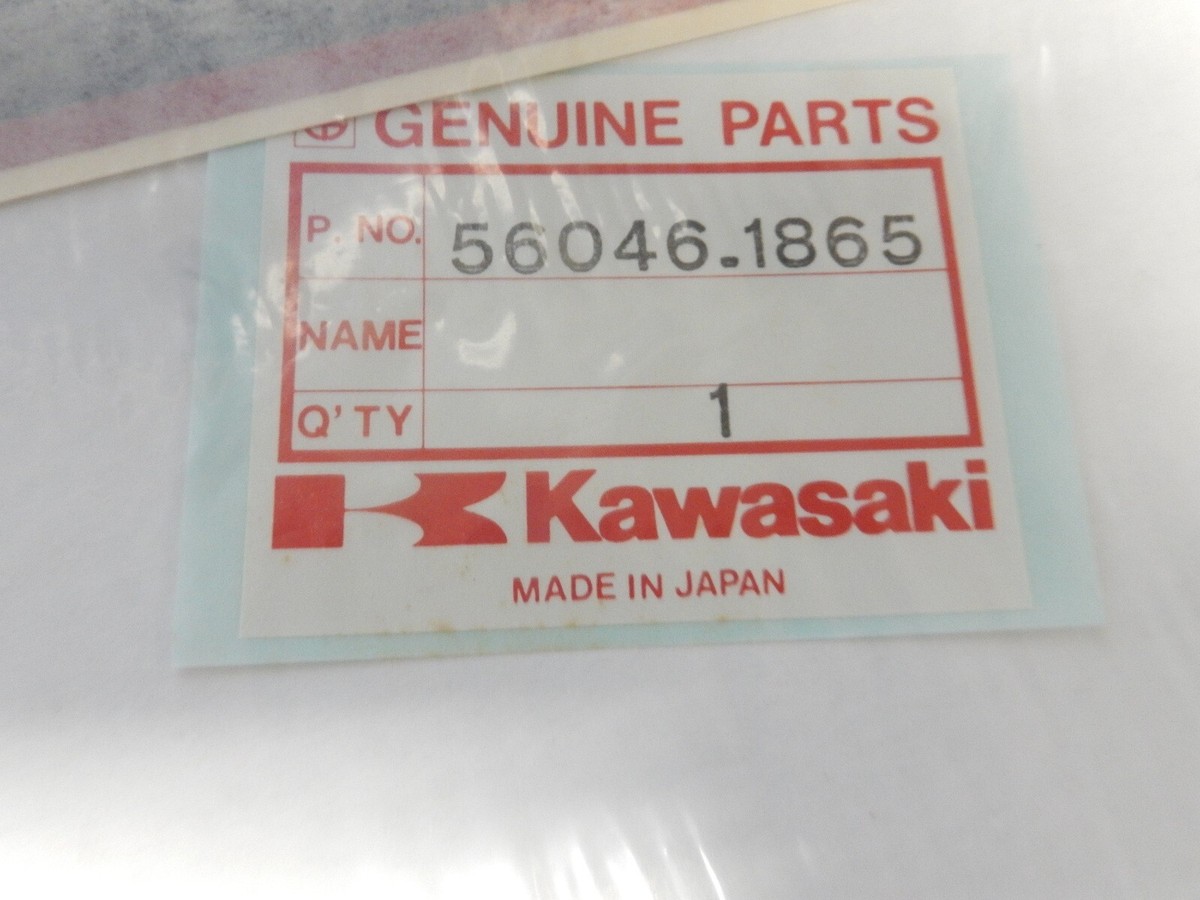 GENUINE PARTS
P. NO. 56046-1865
NAME
Q'TY 1
Kawasaki
MADE IN JAPAN